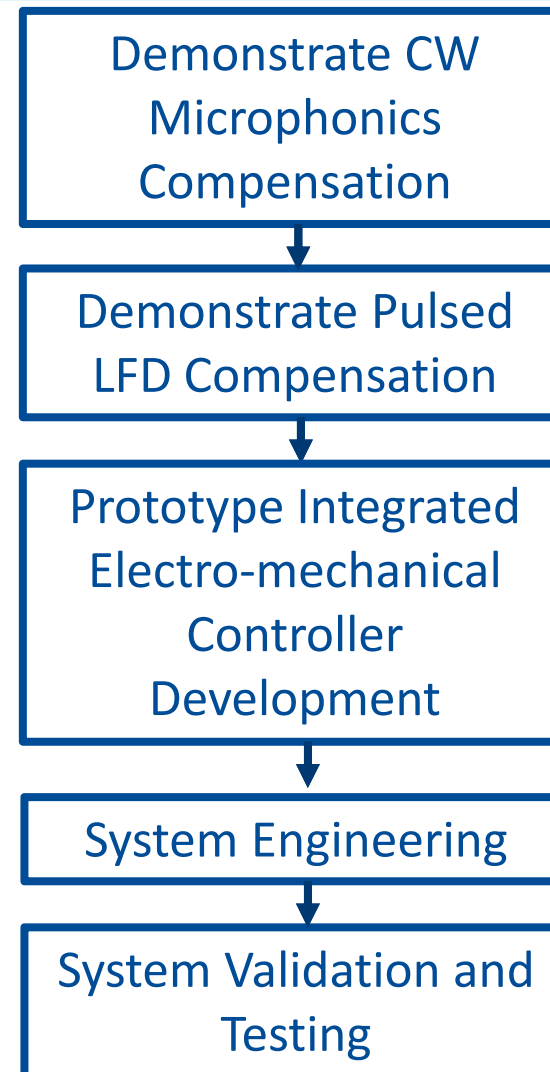 Demonstrate CW
Microphonics
Compensation
Demonstrate Pulsed
LFD Compensation
Prototype Integrated
Electro-mechanical
Controller
Development
System Engineering
System Validation and
Testing